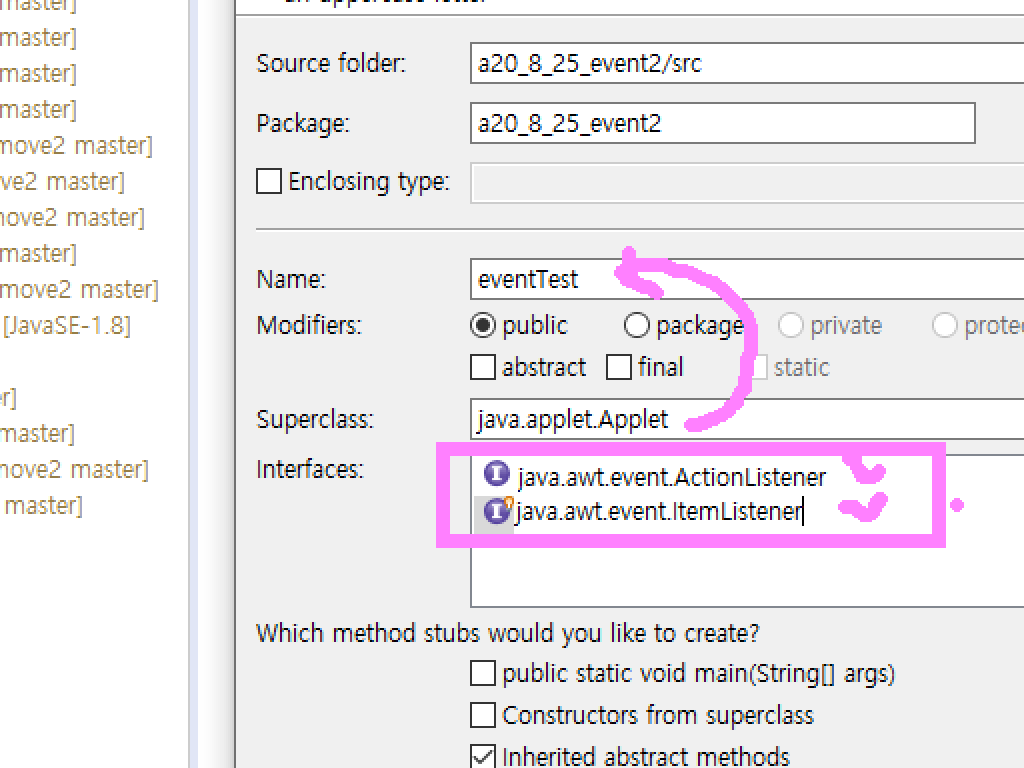 master]
master]
master]
master]
move2 master]
ve2 master]
move2 master]
master]
move2 master]
[JavaSE-1.8]
er]
master]
move2 master]
master]
an uppercase letter
Source folder:
a20_8_25_event2/src
Package:
a20_8_25_event2
Enclosing type:
Name:
eventTest
Modifiers:
public package private
abstract final static
Superclass:
java.applet.Applet
Interfaces:
java.awt.event.ActionListener
java.awt.event.ItemListener
Which method stubs would you like to create?
public static void main(String[] args)
Constructors from superclass
Inherited abstract methods